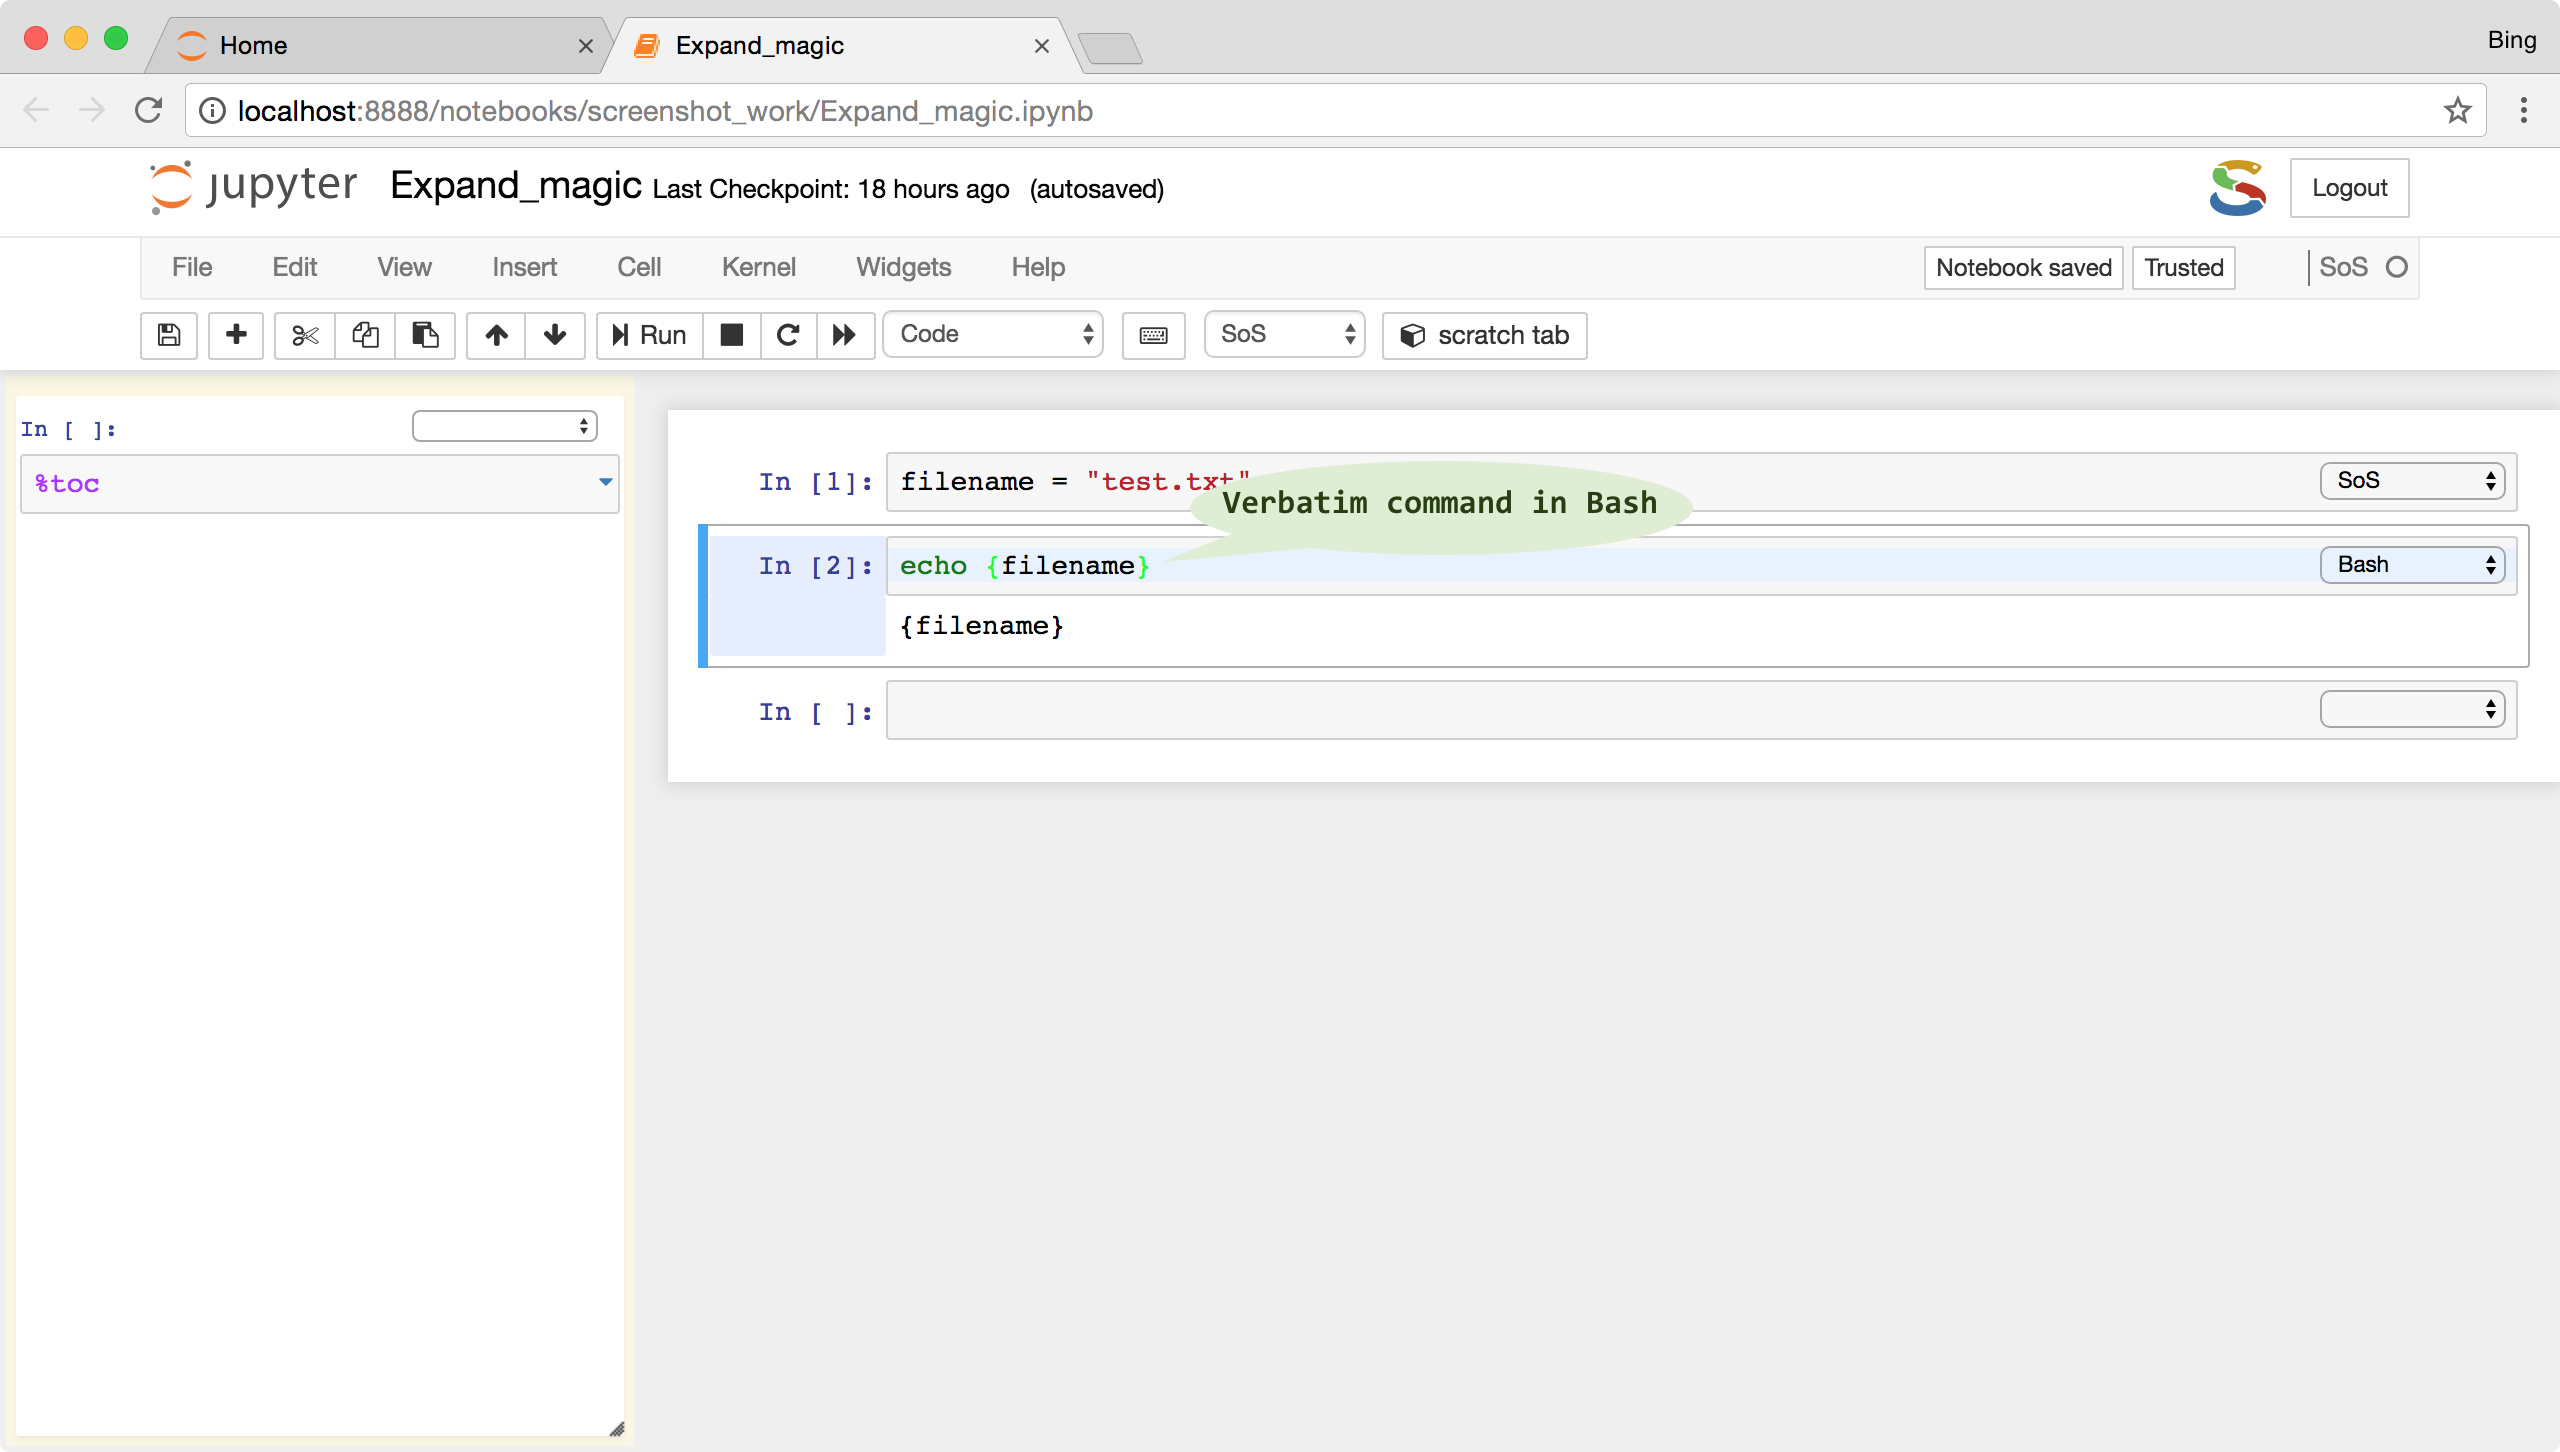 Home
Expand_magic
Bing
localhost:8888/notebooks/screenshot_work/Expand_magic.ipynb
jupyter Expand_magic Last Checkpoint: 18 hours ago (autosaved)
Logout
File Edit View Insert Cell Kernel Widgets Help
Notebook saved Trusted SoS
Run Code SoS scratch tab
In [ ]:
%toc
In [1]: filename = "test.txt" SoS
Verbatim command in Bash
In [2]: echo {filename} Bash
{filename}
In [ ]: